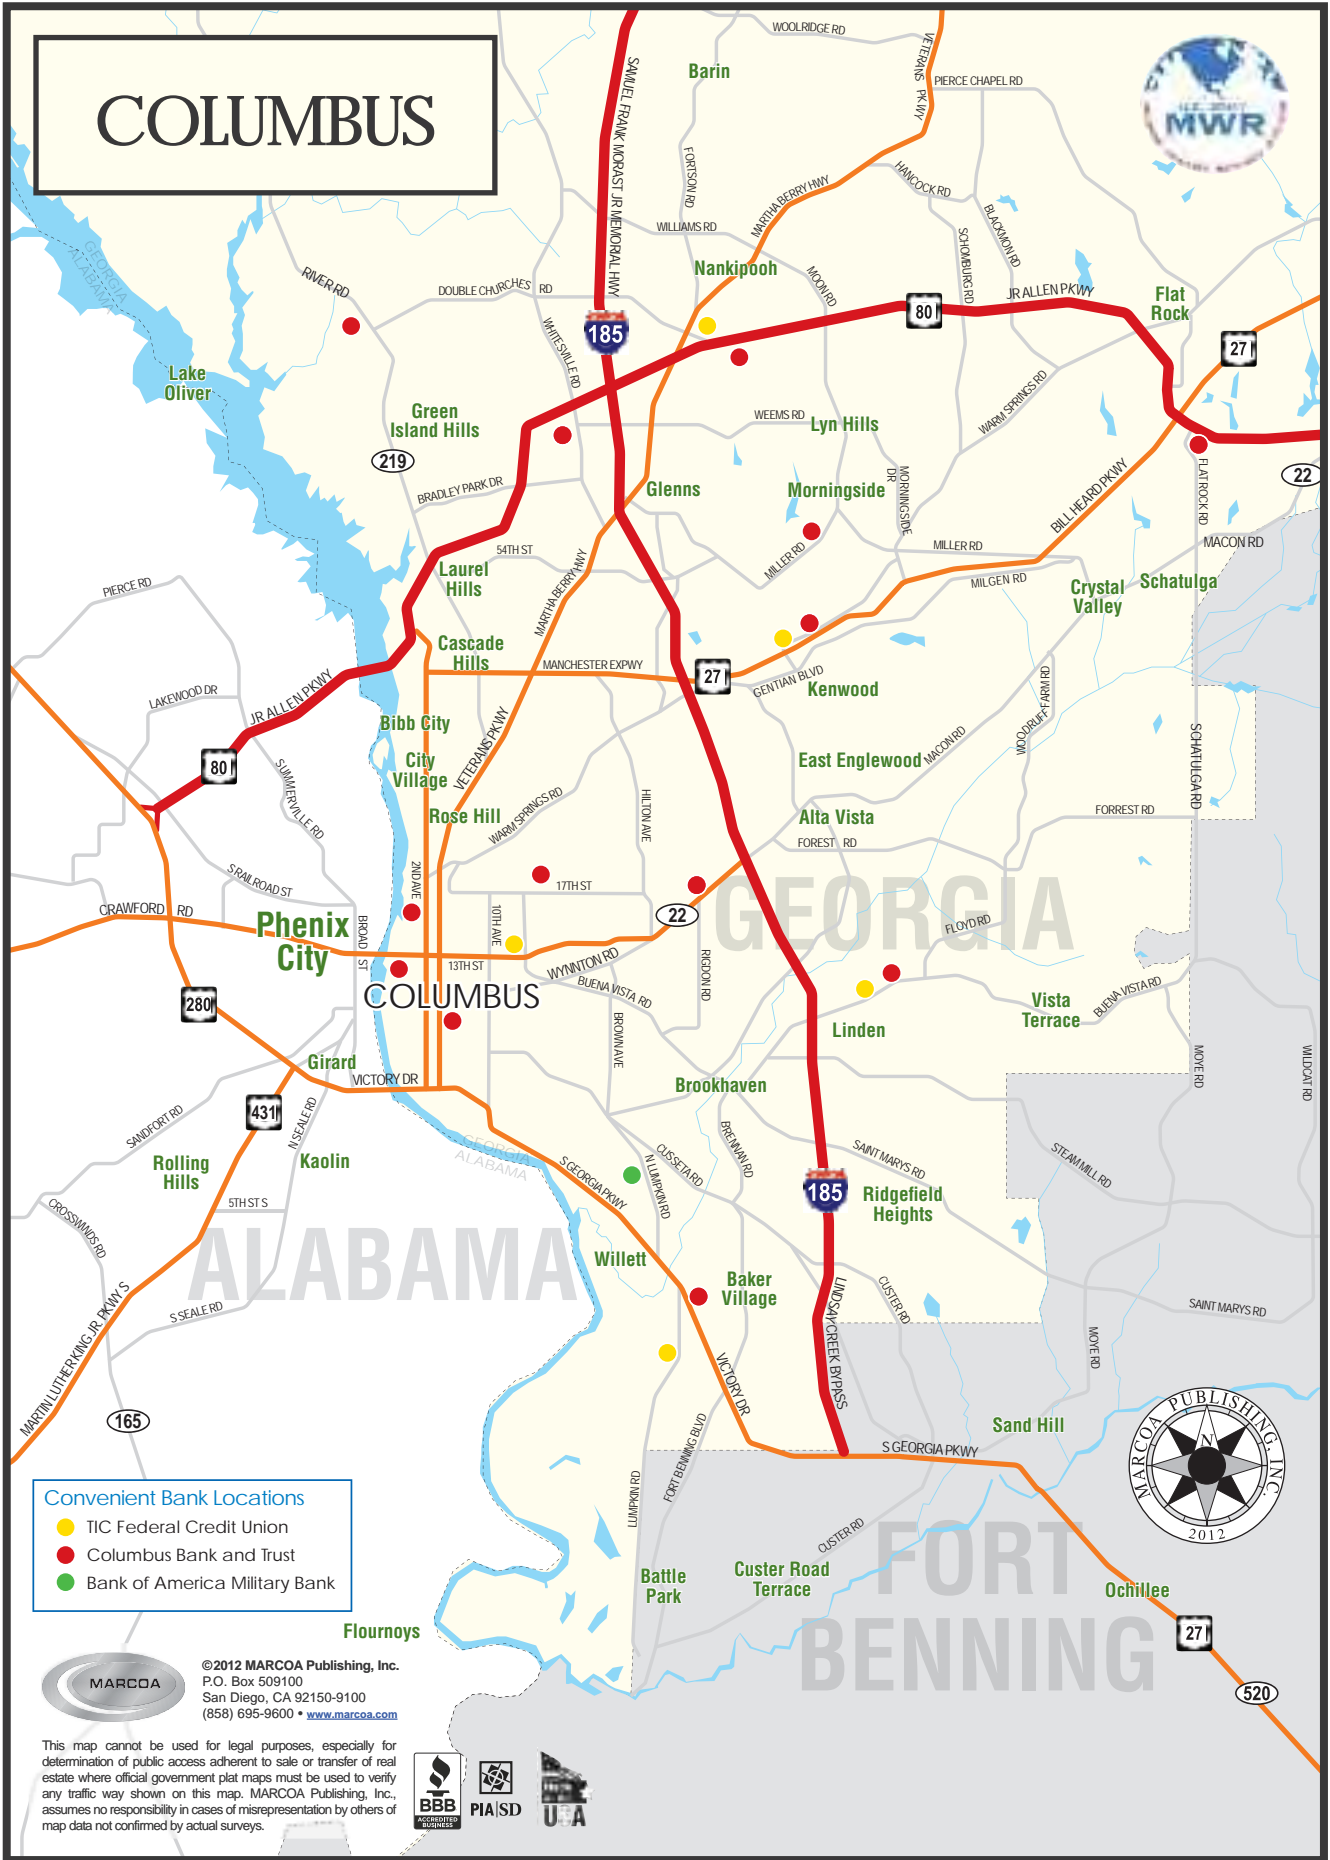 COLUMBUS
WOOLRIDGE RD
VETERANS PKWY
PIERCE CHAPEL RD
MWR
Barin
SAMUEL FRANK MORAST JR MEMORIAL HWY
FORTSON RD
HANCOCK RD
MARTHA BERRY HWY
BLACKMON RD
SCHOMBURG RD
WILLIAMS RD
GEORGIA
ALABAMA
Nankipooh
MOON RD
RIVER RD
DOUBLE CHURCHES RD
JR ALLEN PKWY
80
Flat
Rock
185
27
WHITESVILLE RD
Lake
Oliver
Green
Island Hills
WEEMS RD
Lyn Hills
WARM SPRINGS RD
219
22
BRADLEY PARK DR
Glenns
Morningside
MORNINGSIDE
DR
BILL HEARD PKWY
FLATROCK RD
MACON RD
54TH ST
MILLER RD
MILLER RD
MILGEN RD
Laurel
Hills
MARTHA BERRY HWY
Crystal
Valley
Schatulga
PIERCE RD
Cascade
Hills
MANCHESTER EXPWY
27
GENTIAN BLVD
Kenwood
WOODRUFF FARM RD
LAKEWOOD DR
JR ALLEN PKWY
Bibb City
City
Village
VETERANS PKWY
East Englewood
MACON RD
SCHATULGA RD
80
SUMMERVILLE RD
Rose Hill
WARM SPRINGS RD
HILTON AVE
Alta Vista
FORREST RD
FOREST RD
S RAILROAD ST
2ND AVE
17TH ST
GEORGIA
CRAWFORD RD
Phenix
City
BROAD ST
10TH AVE
22
FLOYD RD
13TH ST
WYNNTON RD
RIGDON RD
COLUMBUS
BUENA VISTA RD
BUENA VISTA RD
280
BROWN AVE
Linden
Vista
Terrace
Girard
VICTORY DR
Brookhaven
MOYE RD
WILDCAT RD
431
N SEALE RD
SANDFORT RD
GEORGIA
ALABAMA
BRENNAN RD
Rolling
Hills
Kaolin
S GEORGIA PKWY
N LUMPKIN RD
CUSSETA RD
SAINT MARYS RD
STEAM MILL RD
185
Ridgefield
Heights
CROSSWINDS RD
5TH ST S
ALABAMA
Willett
Baker
Village
LINDSAY CREEK BYPASS
CUSTER RD
SAINT MARYS RD
S SEALE RD
MARTIN LUTHER KING JR. PKWY S
MOYE RD
VICTORY DR
165
FORT BENNING BLVD
Sand Hill
S GEORGIA PKWY
MARCOA PUBLISHING, INC.
N
2012
Convenient Bank Locations
TIC Federal Credit Union
Columbus Bank and Trust
Bank of America Military Bank
LUMPKIN RD
CUSTER RD
FORT
BENNING
Battle
Park
Custer Road
Terrace
Ochillee
Flournoys
27
520
MARCOA
©2012 MARCOA Publishing, Inc.
P.O. Box 509100
San Diego, CA 92150-9100
(858) 695-9600 • www.marcoa.com
This map cannot be used for legal purposes, especially for
determination of public access adherent to sale or transfer of real
estate where official government plat maps must be used to verify
any traffic way shown on this map. MARCOA Publishing, Inc.,
assumes no responsibility in cases of misrepresentation by others of
map data not confirmed by actual surveys.
BBB
ACCREDITED
BUSINESS
PIA|SD